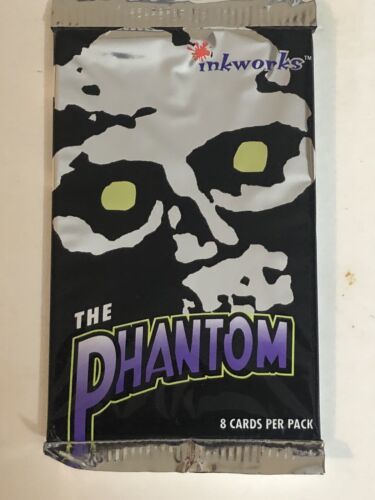 inkworks™
THE
PHANTOM
8 CARDS PER PACK